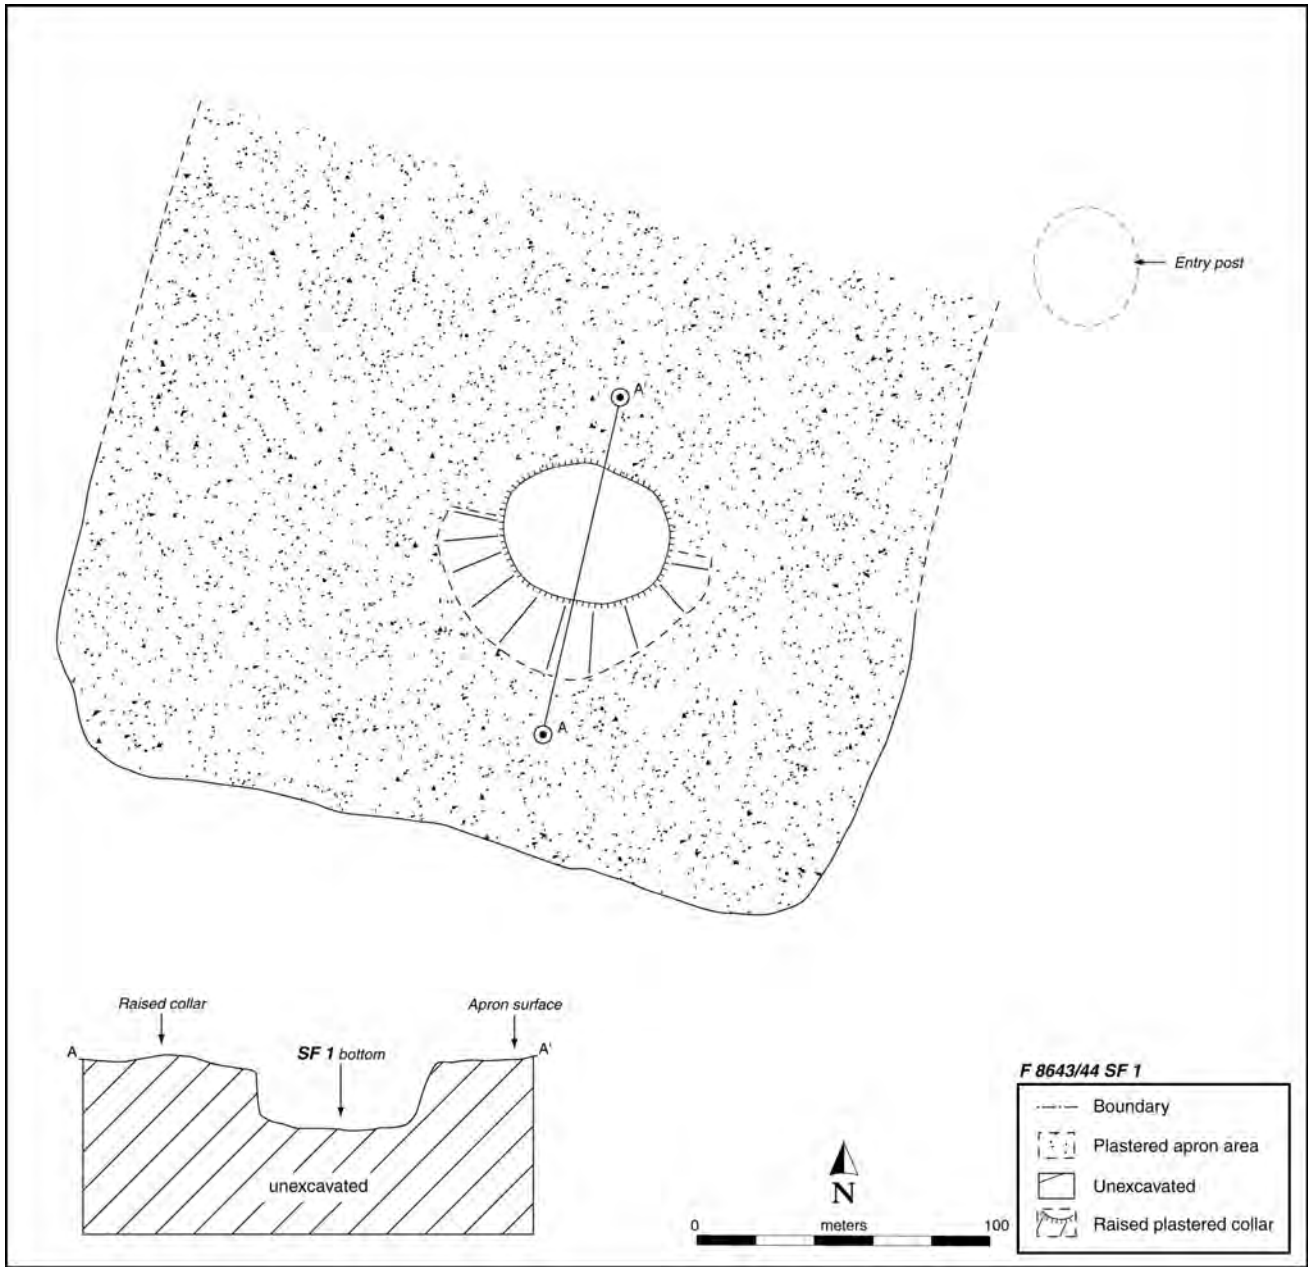 Entry post
A'
A
Raised collar
Apron surface
A
SF 1 bottom
A'
unexcavated
0 meters 100
N
F 8643/44 SF 1
Boundary
Plastered apron area
Unexcavated
Raised plastered collar